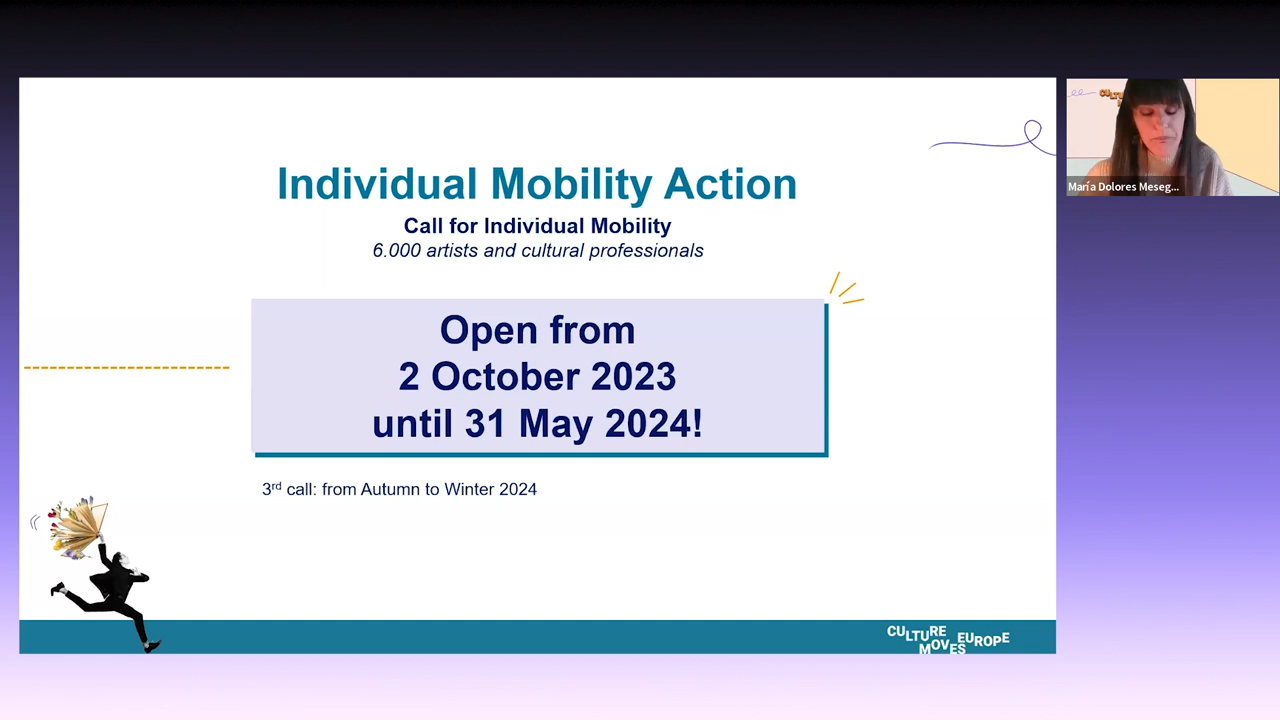 Individual Mobility Action
Call for Individual Mobility
6.000 artists and cultural professionals
Open from
2 October 2023
until 31 May 2024!
3rd call: from Autumn to Winter 2024
CULTURE
MOVES EUROPE
María Dolores Meseg...